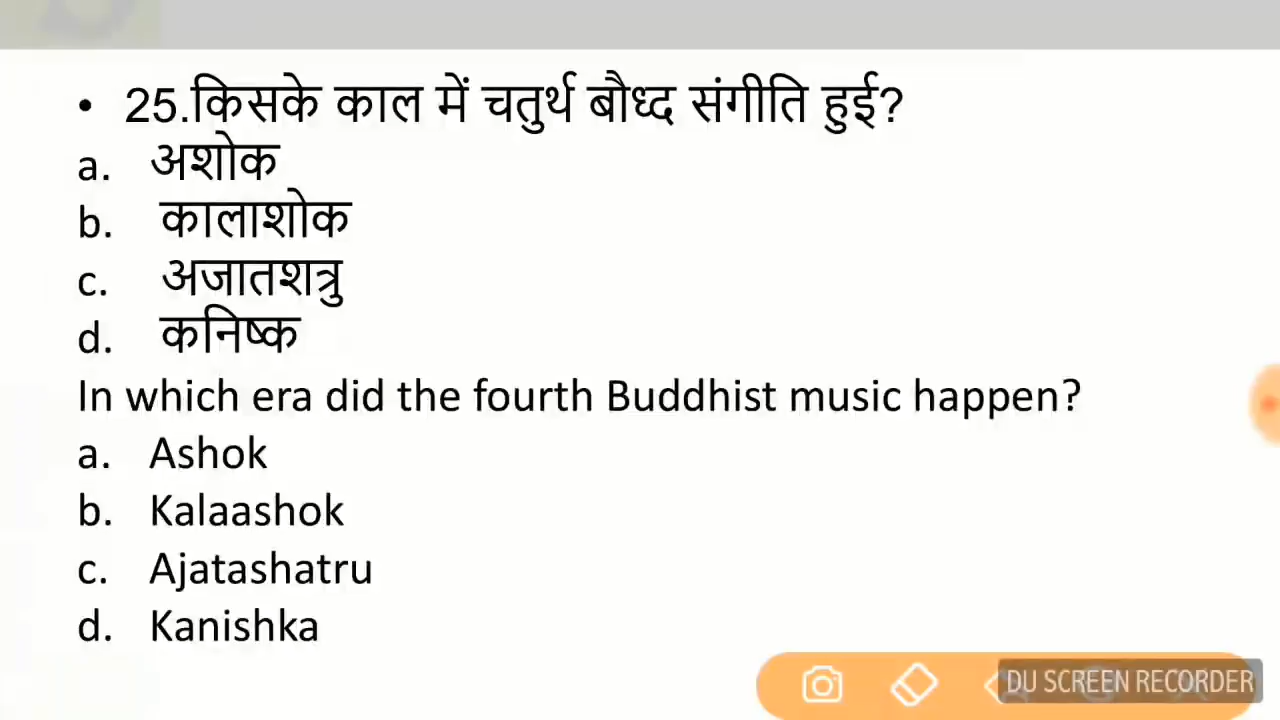 • 25.किसके काल में चतुर्थ बौध्द संगीति हुई?
a. अशोक
b. कालाशोक
c. अजातशत्रु
d. कनिष्क
In which era did the fourth Buddhist music happen?
a. Ashok
b. Kalaashok
c. Ajatashatru
d. Kanishka
DU SCREEN RECORDER